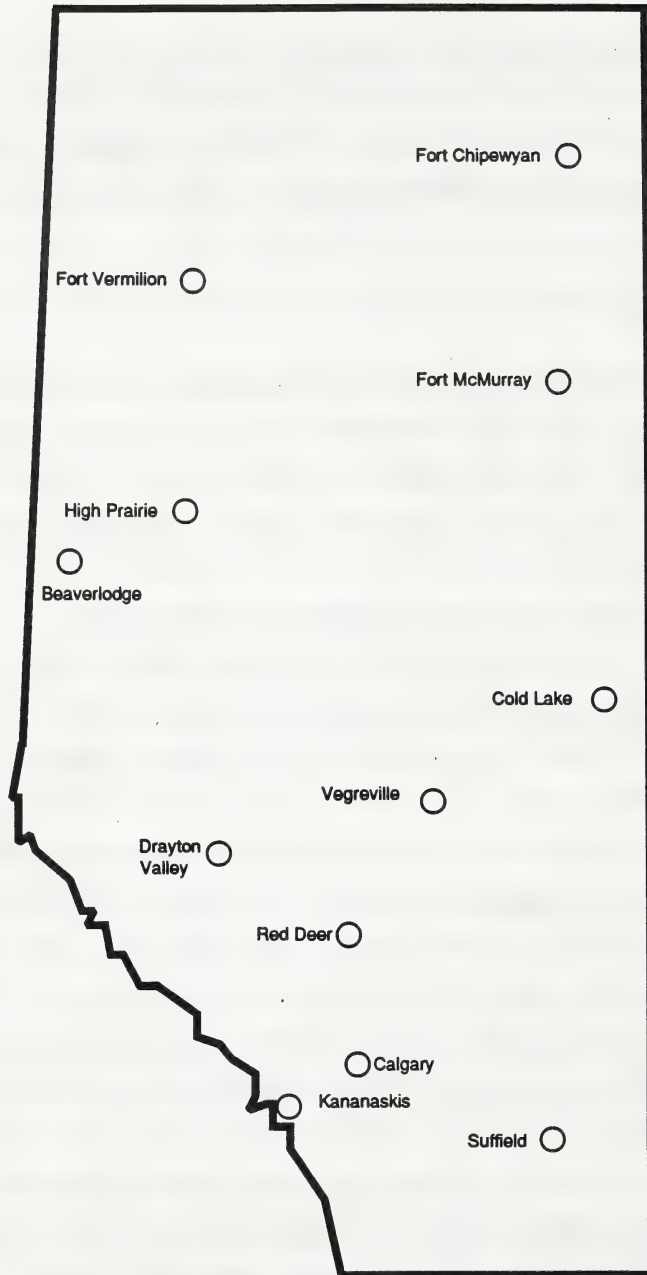 Fort Chipewyan
Fort Vermilion
Fort McMurray
High Prairie
Beaverlodge
Cold Lake
Vegreville
Drayton
Valley
Red Deer
Calgary
Kananaskis
Suffield